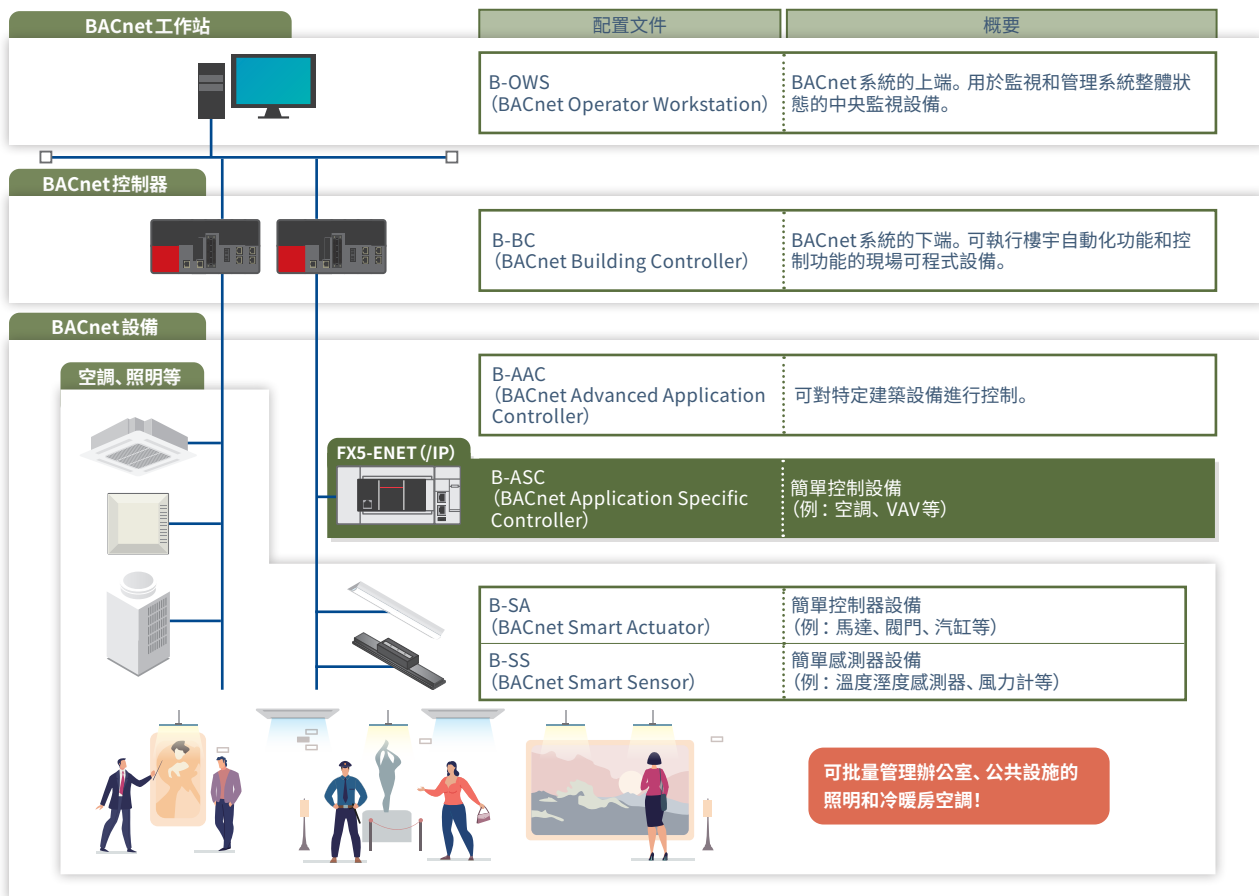 BACnet工作站
配置文件
概要
B-OWS
（BACnet Operator Workstation）
BACnet系統的上端。用於監視和管理系統整體狀
態的中央監視設備。
BACnet控制器
B-BC
（BACnet Building Controller）
BACnet系統的下端。可執行樓宇自動化功能和控
制功能的現場可程式設備。
BACnet設備
空調、照明等
B-AAC
（BACnet Advanced Application
Controller）
可對特定建築設備進行控制。
FX5-ENET（/IP）
B-ASC
（BACnet Application Specific
Controller）
簡單控制設備
（例：空調、VAV等）
B-SA
（BACnet Smart Actuator）
簡單控制器設備
（例：馬達、閥門、汽缸等）
B-SS
（BACnet Smart Sensor）
簡單感測器設備
（例：溫度溼度感測器、風力計等）
可批量管理辦公室、公共設施的
照明和冷暖房空調！